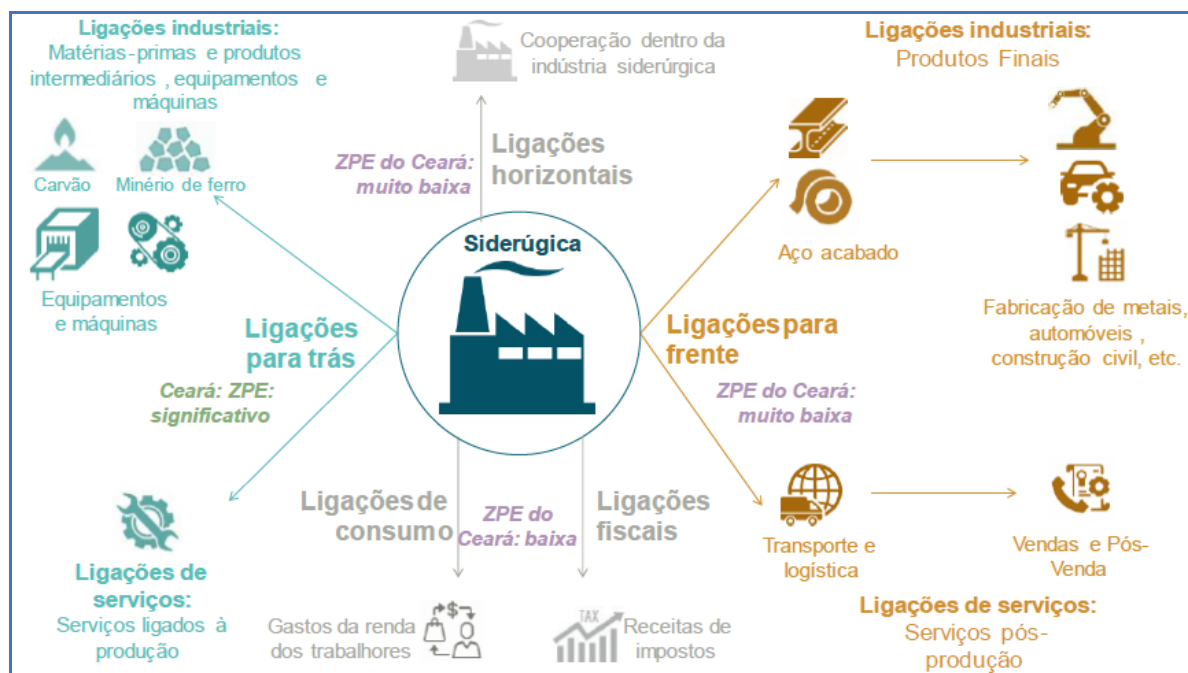 Ligações industriais:
Matérias-primas e produtos
intermediários , equipamentos e
máquinas
Carvão
Minério de ferro
Equipamentos
e máquinas
Ligações
para trás
Ceará: ZPE:
significativo
Ligações de
serviços:
Serviços ligados à
produção
Cooperação dentro da
indústria siderúrgica
Ligações
horizontais
ZPE do Ceará:
muito baixa
Siderúgica
Ligações de
consumo
ZPE do
Ceará: baixa
Ligações
fiscais
Gastos da renda
dos trabalhores
$
TAX
Receitas de
impostos
Ligações industriais:
Produtos Finais
Aço acabado
Fabricação de metais,
automóveis ,
construção civil, etc.
Ligações para
frente
ZPE do Ceará:
muito baixa
Transporte e
logística
Vendas e Pós-
Venda
Ligações de serviços:
Serviços pós-
produção